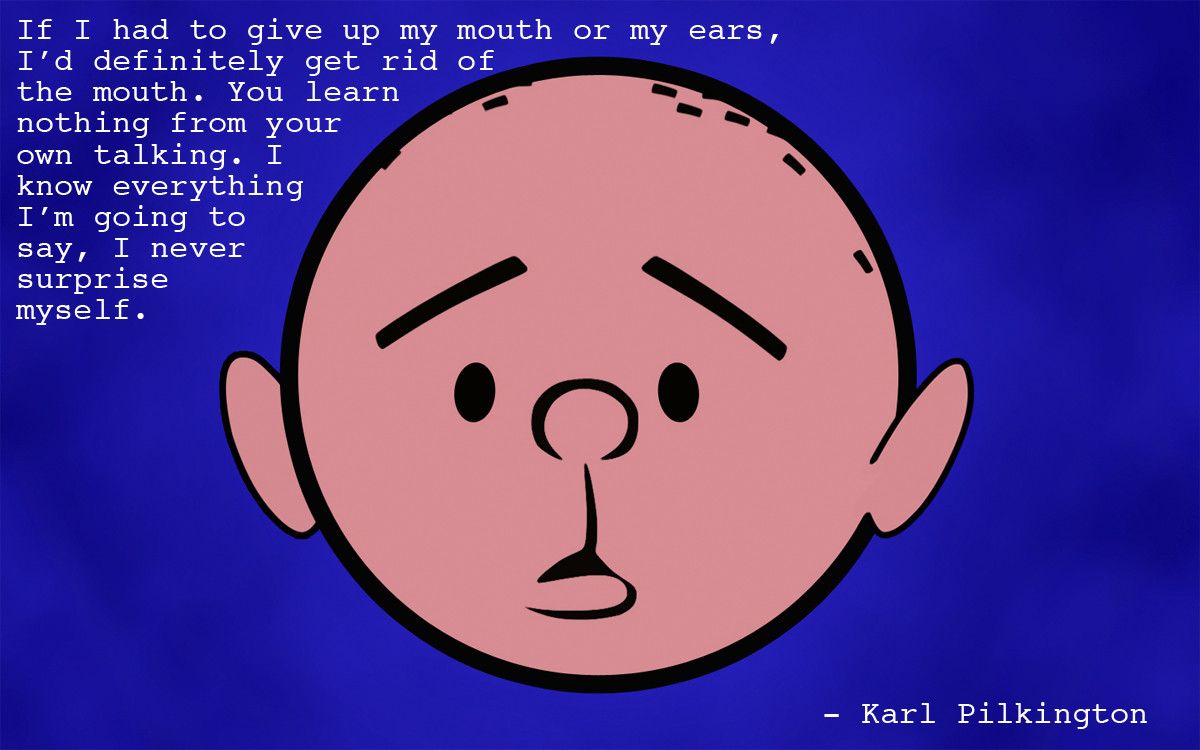 If I had to give up my mouth or my ears,
I’d definitely get rid of
the mouth. You learn
nothing from your
own talking. I
know everything
I’m going to
say, I never
surprise
myself.
– Karl Pilkington